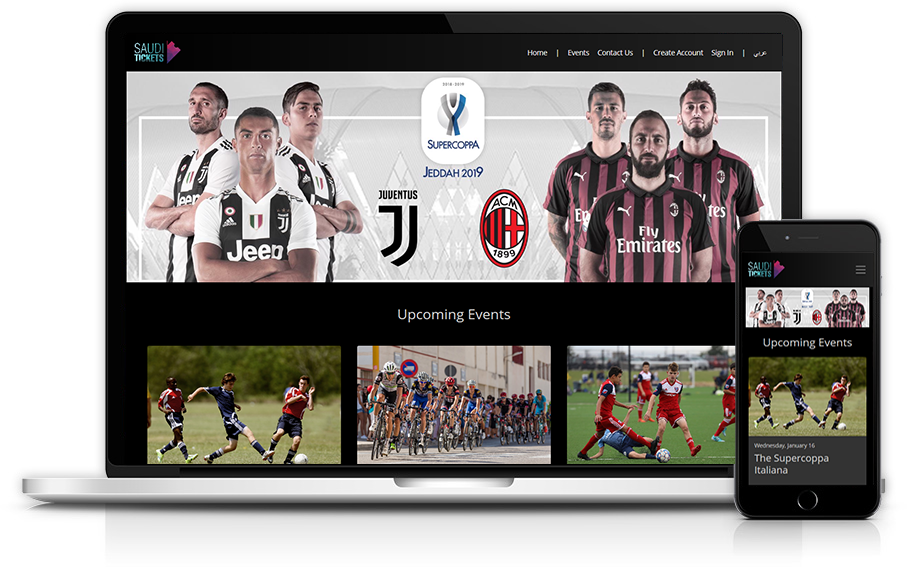 SAUDI
TICKETS
Home | Events Contact Us | Create Account Sign In | عربي
2018 - 2019
SUPERCOPPA
JEDDAH 2019
JUVENTUS
ACM
1899
Jeep
Fly
Emirates
Upcoming Events
SAUDI
TICKETS
Upcoming Events
Wednesday, January 16
The Supercoppa
Italiana